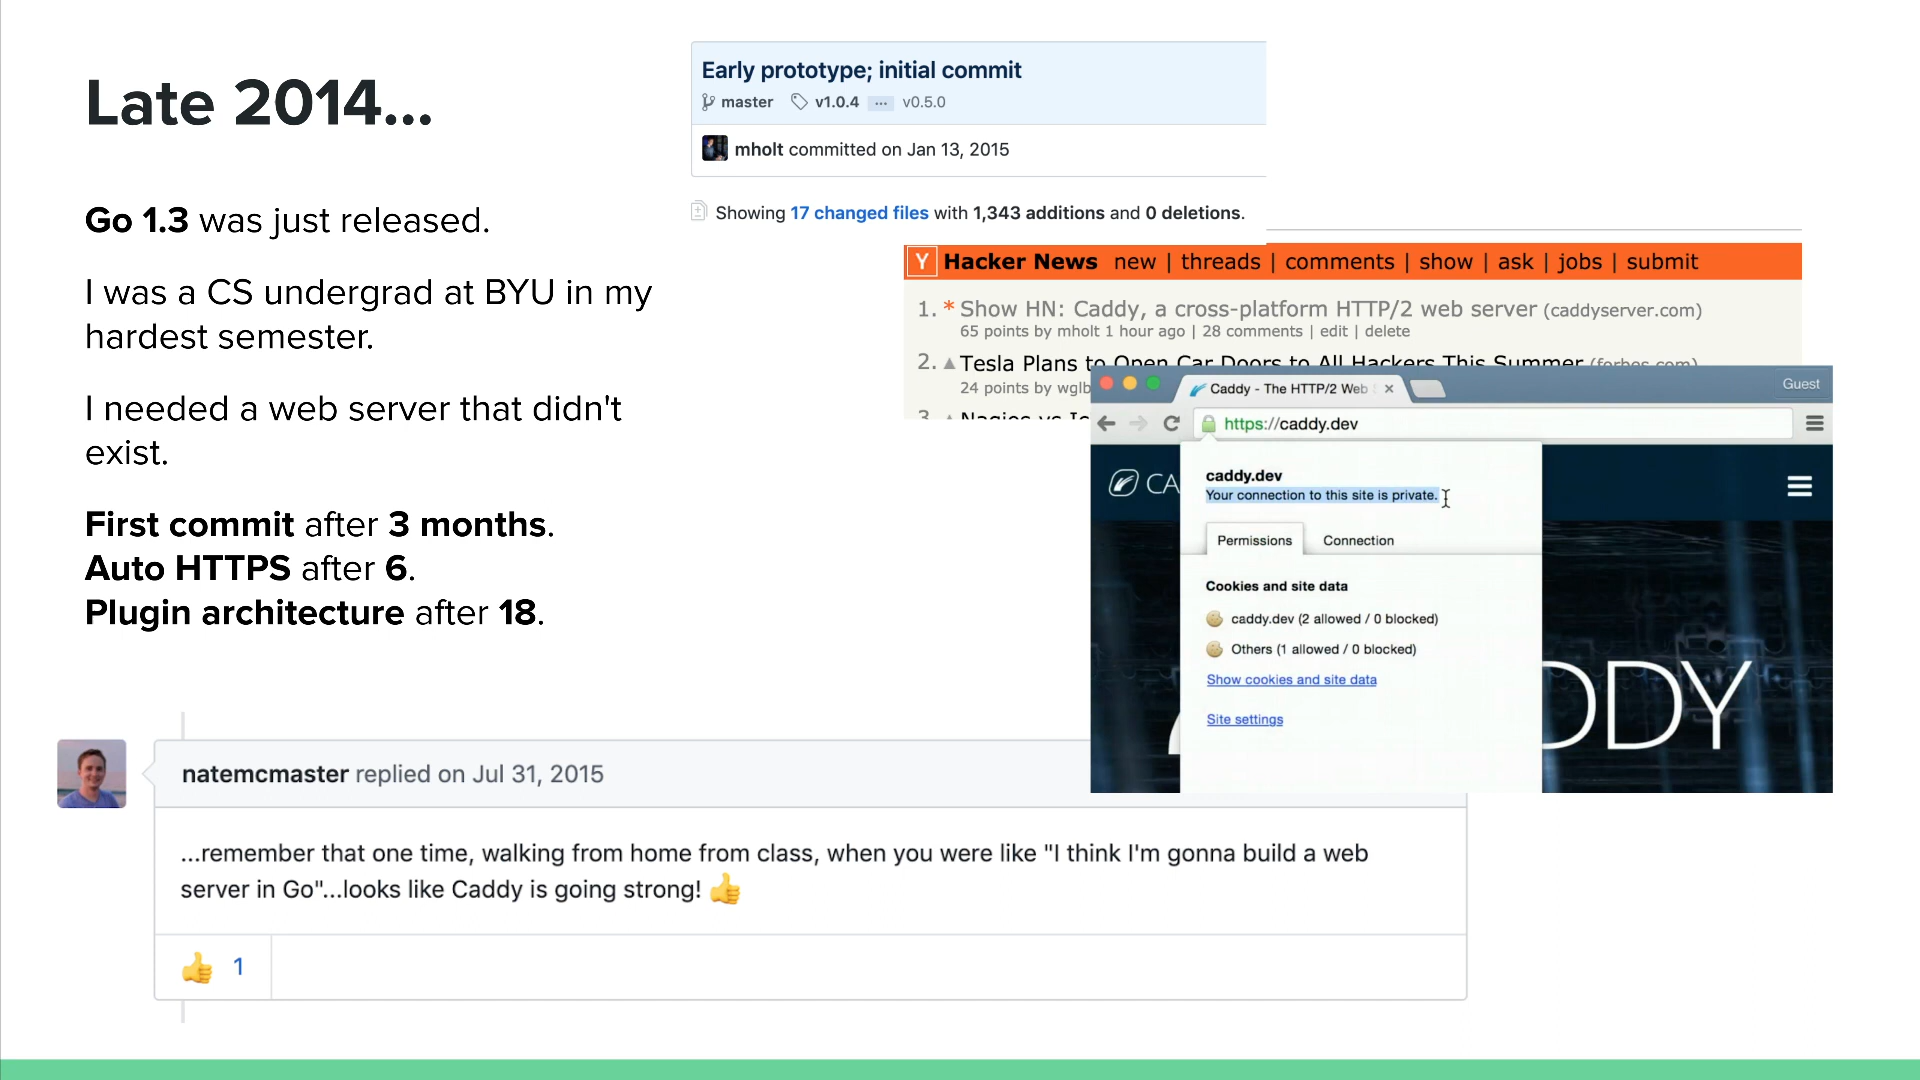 Late 2014...
Go 1.3 was just released.
I was a CS undergrad at BYU in my
hardest semester.
I needed a web server that didn't
exist.
First commit after 3 months.
Auto HTTPS after 6.
Plugin architecture after 18.
Early prototype; initial commit
master v1.0.4 ... v0.5.0
mholt committed on Jan 13, 2015
Showing 17 changed files with 1,343 additions and 0 deletions.
Y Hacker News new | threads | comments | show | ask | jobs | submit
1. * Show HN: Caddy, a cross-platform HTTP/2 web server (caddyserver.com)
65 points by mholt 1 hour ago | 28 comments | edit | delete
2. Tesla Plans to Open Car Doors to All Hackers This Summer (forbes.com)
24 points by wglb
3. Nagios vs
Caddy - The HTTP/2 Web
Guest
https://caddy.dev
CA
caddy.dev
Your connection to this site is private.
Permissions Connection
Cookies and site data
caddy.dev (2 allowed / 0 blocked)
Others (1 allowed / 0 blocked)
Show cookies and site data
Site settings
DDY
natemcmaster replied on Jul 31, 2015
...remember that one time, walking from home from class, when you were like "I think I'm gonna build a web
server in Go"...looks like Caddy is going strong! 👍
👍 1